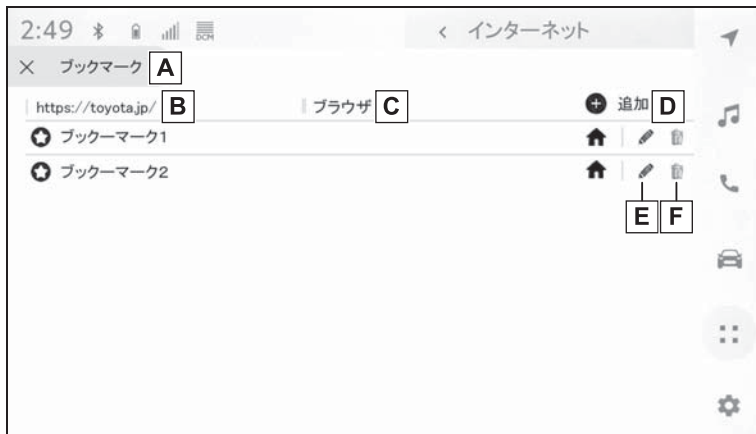 2:49 DCM < インターネット
× ブックマーク A
https://toyota.jp/ B ブラウザ C 追加 D
ブックーマーク1
ブックーマーク2
E F